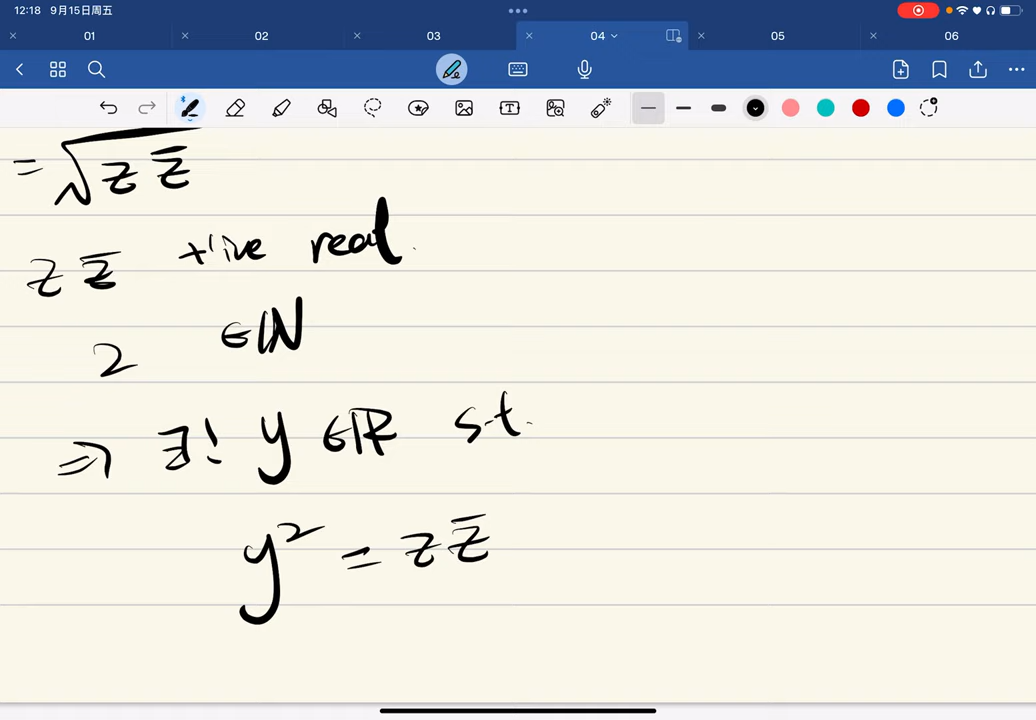 12:18 9月15日周五
01 02 03 04 05 06
= √z z̅
z z̅ +'ive real.
2 ∈ ℕ
⇒ ∃! y ∈ ℝ s.t.
y² = z z̅